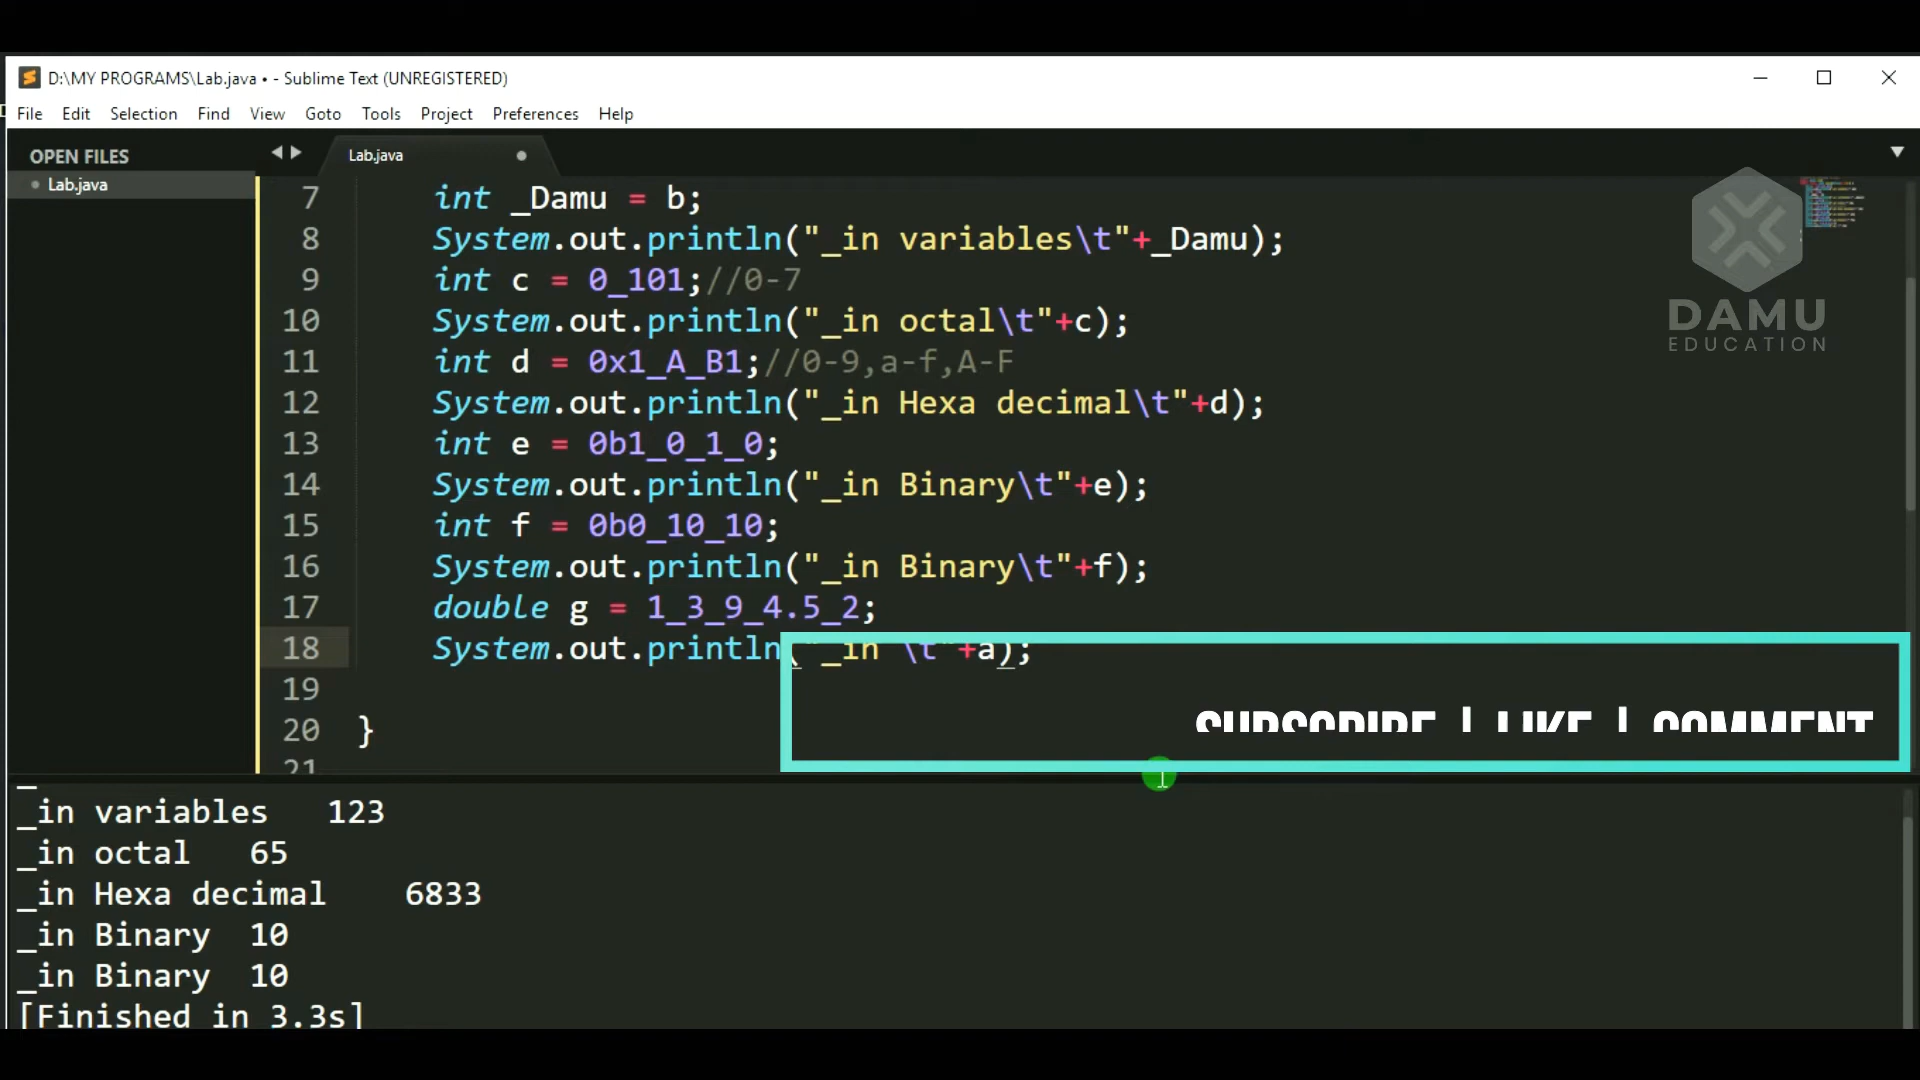 D:\MY PROGRAMS\Lab.java • - Sublime Text (UNREGISTERED)
File Edit Selection Find View Goto Tools Project Preferences Help
OPEN FILES
Lab.java
Lab.java
7 int _Damu = b;
8 System.out.println("_in variables\t"+_Damu);
9 int c = 0_101;//0-7
10 System.out.println("_in octal\t"+c);
11 int d = 0x1_A_B1;//0-9,a-f,A-F
12 System.out.println("_in Hexa decimal\t"+d);
13 int e = 0b1_0_1_0;
14 System.out.println("_in Binary\t"+e);
15 int f = 0b0_10_10;
16 System.out.println("_in Binary\t"+f);
17 double g = 1_3_9_4.5_2;
18 System.out.println("_in \t"+a);
19
20 }
21
DAMU
EDUCATION
SUBSCRIBE | LIKE | COMMENT
_in variables 123
_in octal 65
_in Hexa decimal 6833
_in Binary 10
_in Binary 10
[Finished in 3.3s]